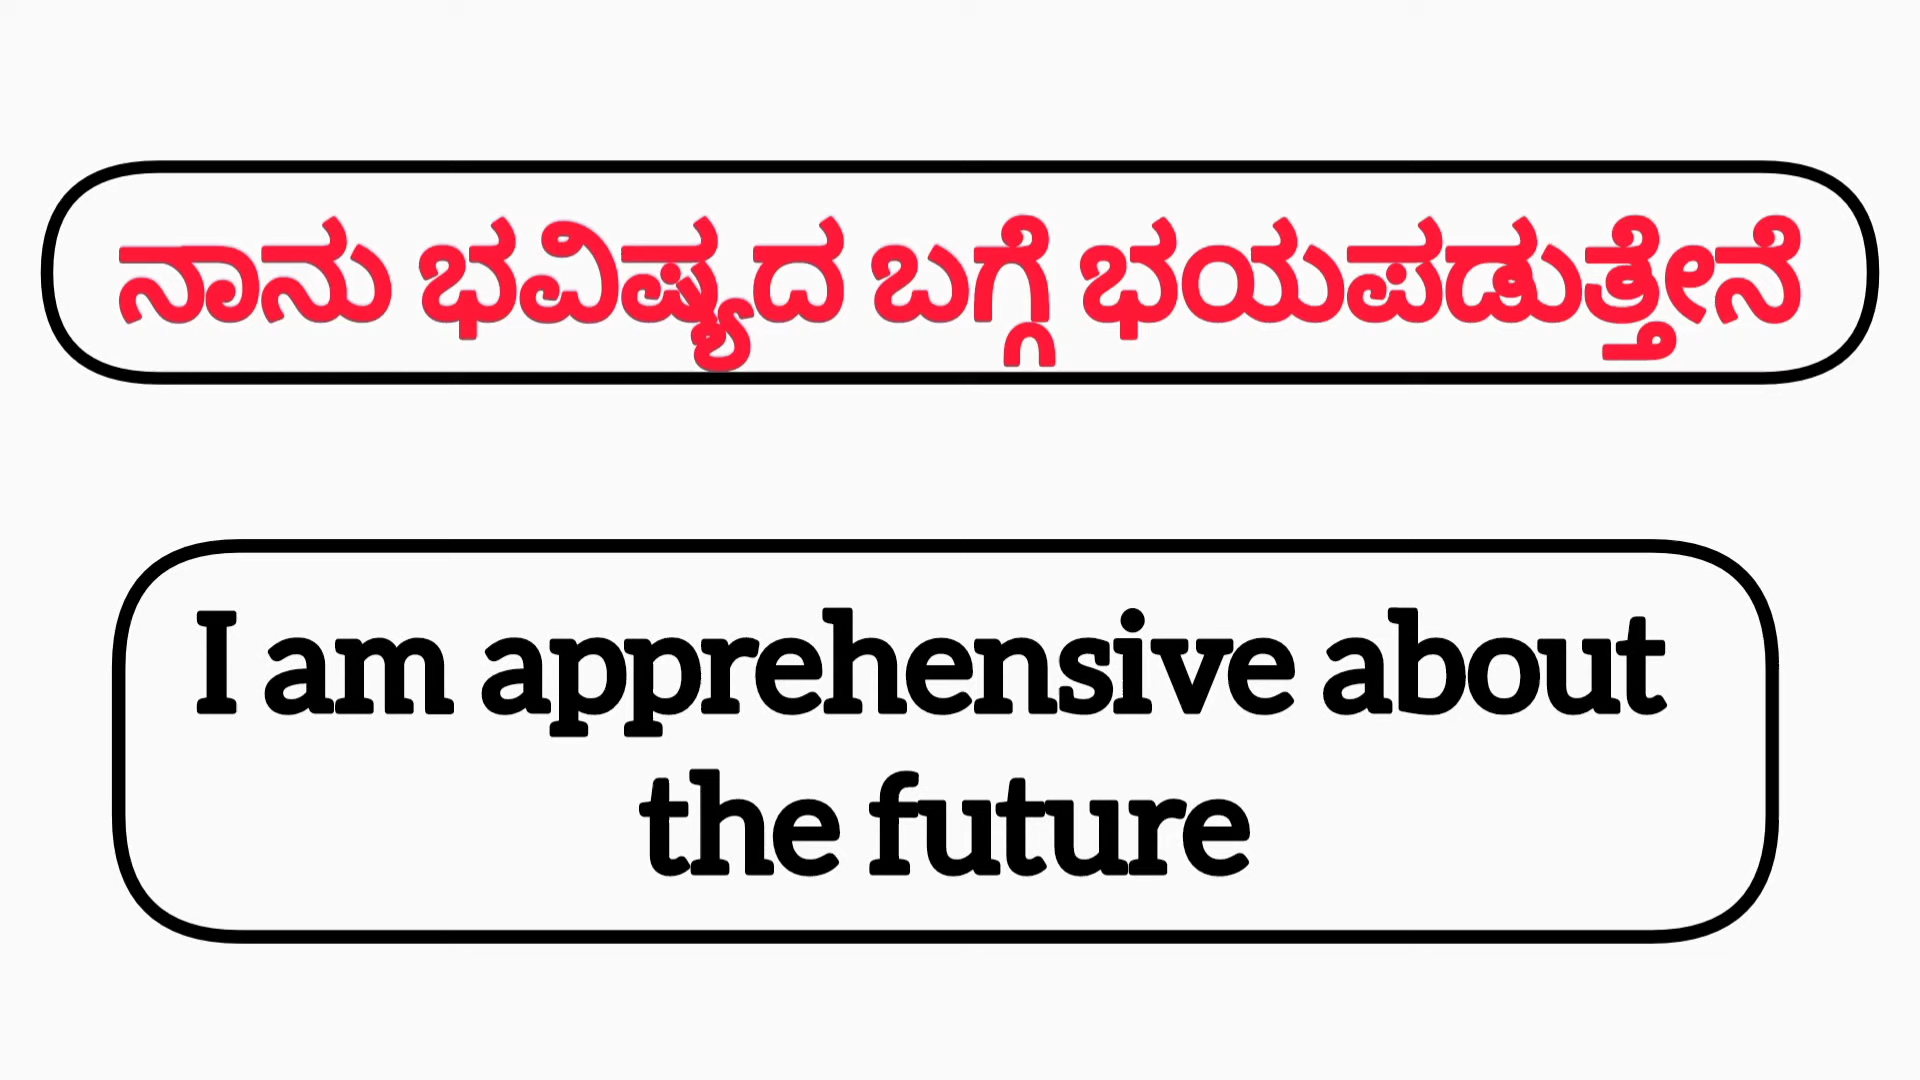 ನಾನು ಭವಿಷ್ಯದ ಬಗ್ಗೆ ಭಯಪಡುತ್ತೇನೆ
I am apprehensive about
the future